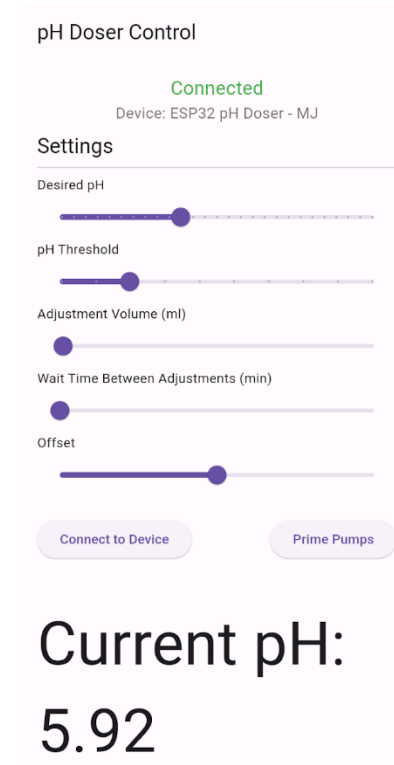 pH Doser Control
Connected
Device: ESP32 pH Doser - MJ
Settings
Desired pH
pH Threshold
Adjustment Volume (ml)
Wait Time Between Adjustments (min)
Offset
Connect to Device
Prime Pumps
Current pH:
5.92